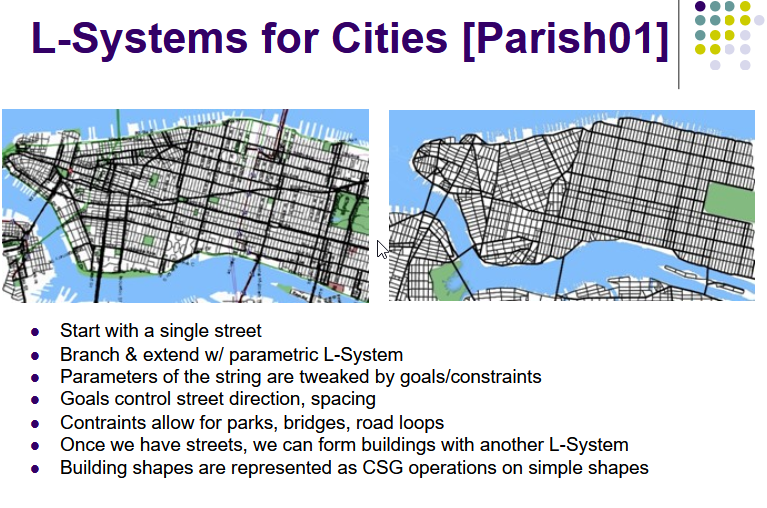 L-Systems for Cities [Parish01]
Start with a single street
Branch & extend w/ parametric L-System
Parameters of the string are tweaked by goals/constraints
Goals control street direction, spacing
Contraints allow for parks, bridges, road loops
Once we have streets, we can form buildings with another L-System
Building shapes are represented as CSG operations on simple shapes